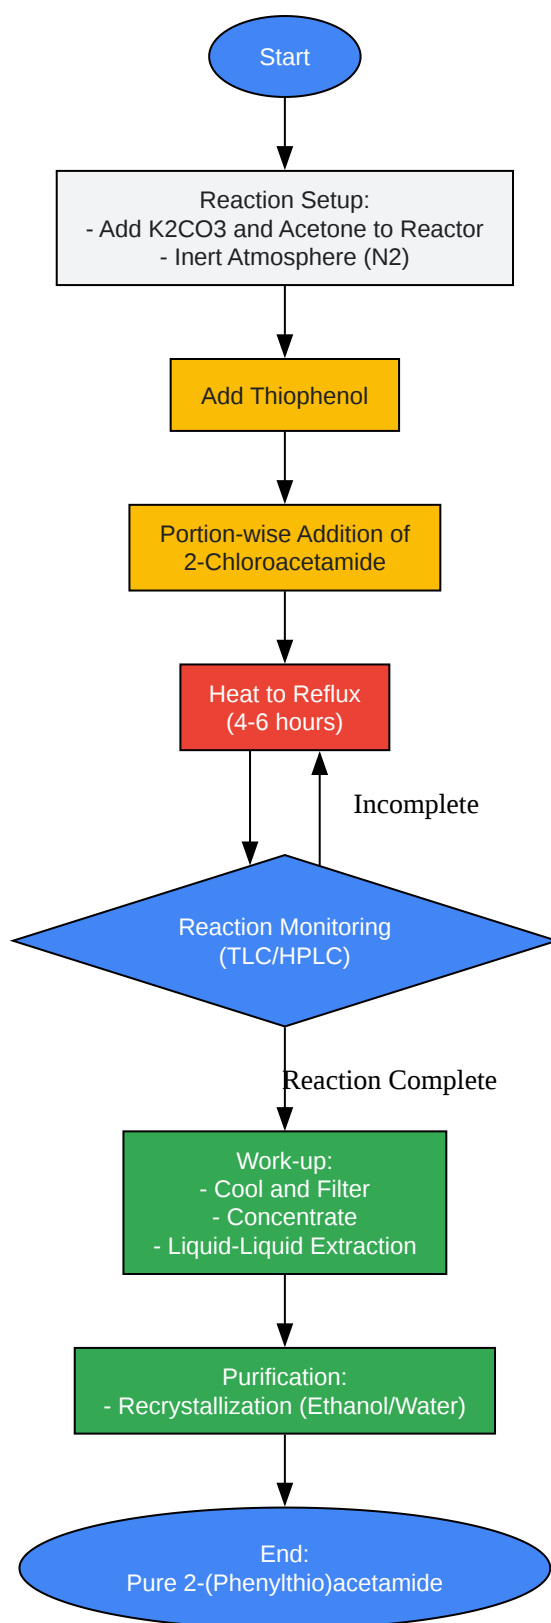 Start
Reaction Setup:
- Add K2CO3 and Acetone to Reactor
- Inert Atmosphere (N2)
Add Thiophenol
Portion-wise Addition of
2-Chloroacetamide
Heat to Reflux
(4-6 hours)
Incomplete
Reaction Monitoring
(TLC/HPLC)
Reaction Complete
Work-up:
- Cool and Filter
- Concentrate
- Liquid-Liquid Extraction
Purification:
- Recrystallization (Ethanol/Water)
End:
Pure 2-(Phenylthio)acetamide